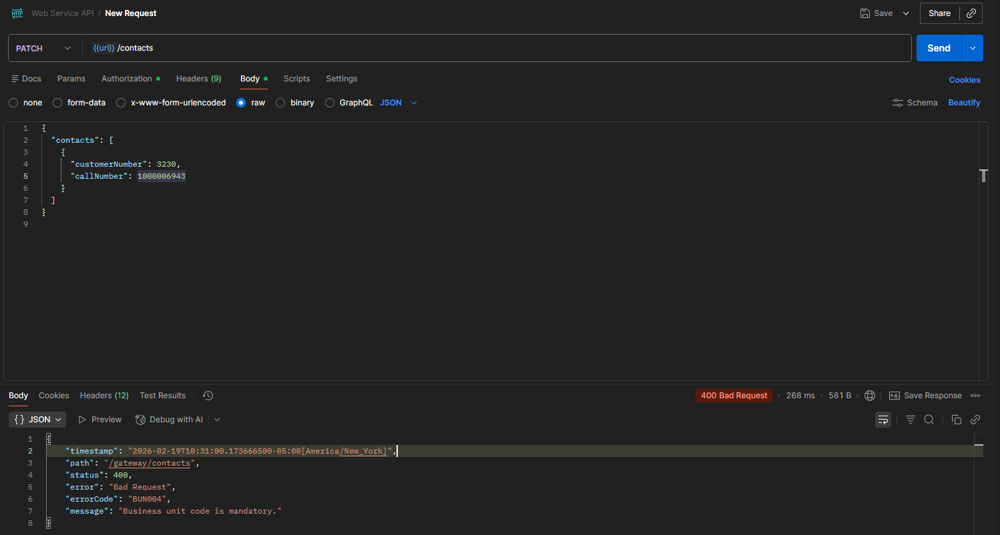 HTTP Web Service API / New Request Save Share
PATCH {{url}} /contacts Send
Docs Params Authorization Headers (9) Body Scripts Settings Cookies
none form-data x-www-form-urlencoded raw binary GraphQL JSON Schema Beautify
1 {
2 "contacts": [
3 {
4 "customerNumber": 3230,
5 "callNumber": 1000006943
6 }
7 ]
8 }
9
Body Cookies Headers (12) Test Results 400 Bad Request • 268 ms • 581 B e.g. Save Response
{} JSON Preview Debug with AI
1 {
2 "timestamp": "2026-02-19T10:31:00.173666500-05:00[America/New_York]",
3 "path": "/gateway/contacts",
4 "status": 400,
5 "error": "Bad Request",
6 "errorCode": "BUN004",
7 "message": "Business unit code is mandatory."
8 }